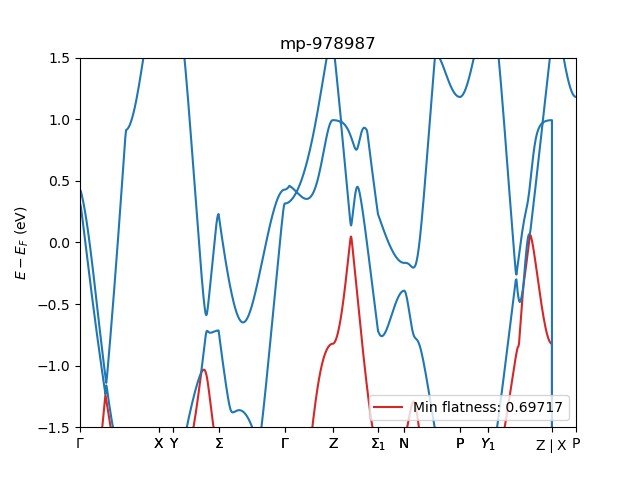 mp-978987
E − E_F (eV)
1.5
1.0
0.5
0.0
−0.5
−1.0
−1.5
Min flatness: 0.69717
Γ X Y Σ Γ Z Σ₁ N P Y₁ Z | X P